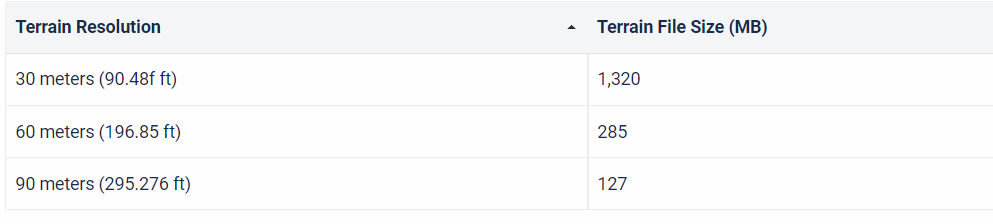 Terrain Resolution Terrain File Size (MB)
30 meters (90.48f ft) 1,320
60 meters (196.85 ft) 285
90 meters (295.276 ft) 127